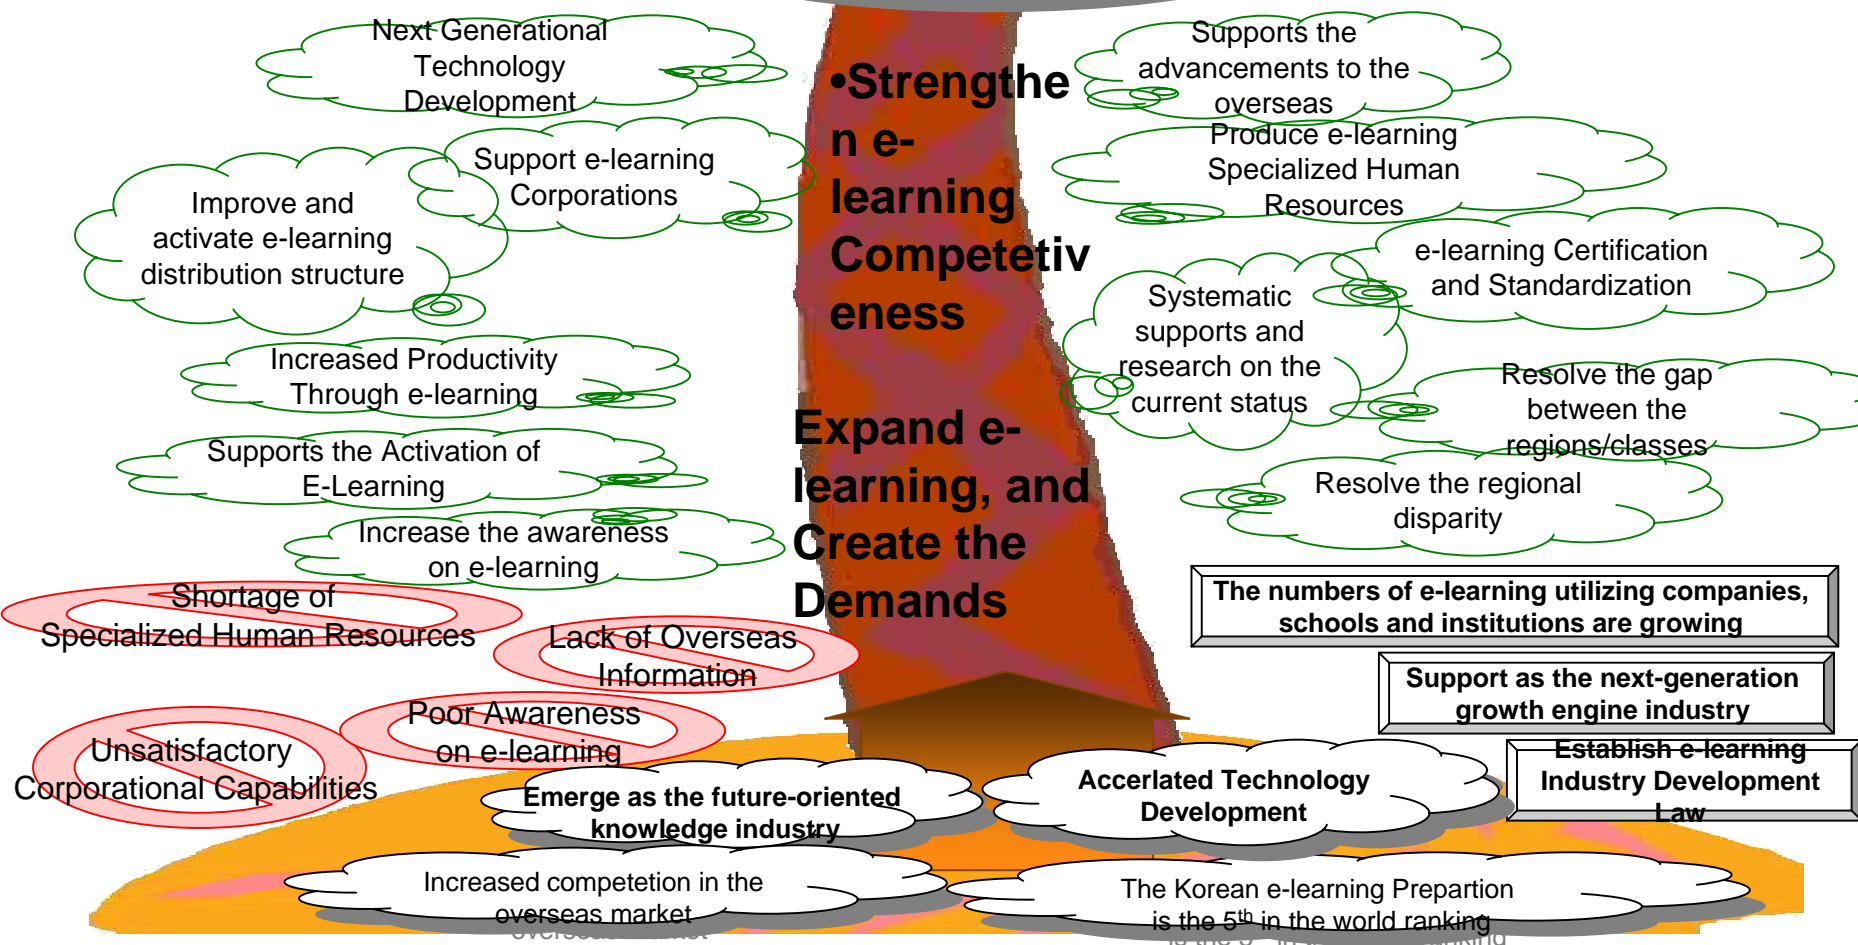 Next Generational
Technology
Development
Support e-learning
Corporations
Improve and
activate e-learning
distribution structure
Increased Productivity
Through e-learning
Supports the Activation of
E-Learning
Increase the awareness
on e-learning
•Strengthe
n e-
learning
Competetiv
eness
Expand e-
learning, and
Create the
Demands
Supports the
advancements to the
overseas
Produce e-learning
Specialized Human
Resources
e-learning Certification
and Standardization
Systematic
supports and
research on the
current status
Resolve the gap
between the
regions/classes
Resolve the regional
disparity
Shortage of
Specialized Human Resources
Lack of Overseas
Information
Poor Awareness
on e-learning
Unsatisfactory
Corporational Capabilities
The numbers of e-learning utilizing companies,
schools and institutions are growing
Support as the next-generation
growth engine industry
Establish e-learning
Industry Development
Law
Emerge as the future-oriented
knowledge industry
Accerlated Technology
Development
Increased competetion in the
overseas market
The Korean e-learning Prepartion
is the 5th in the world ranking